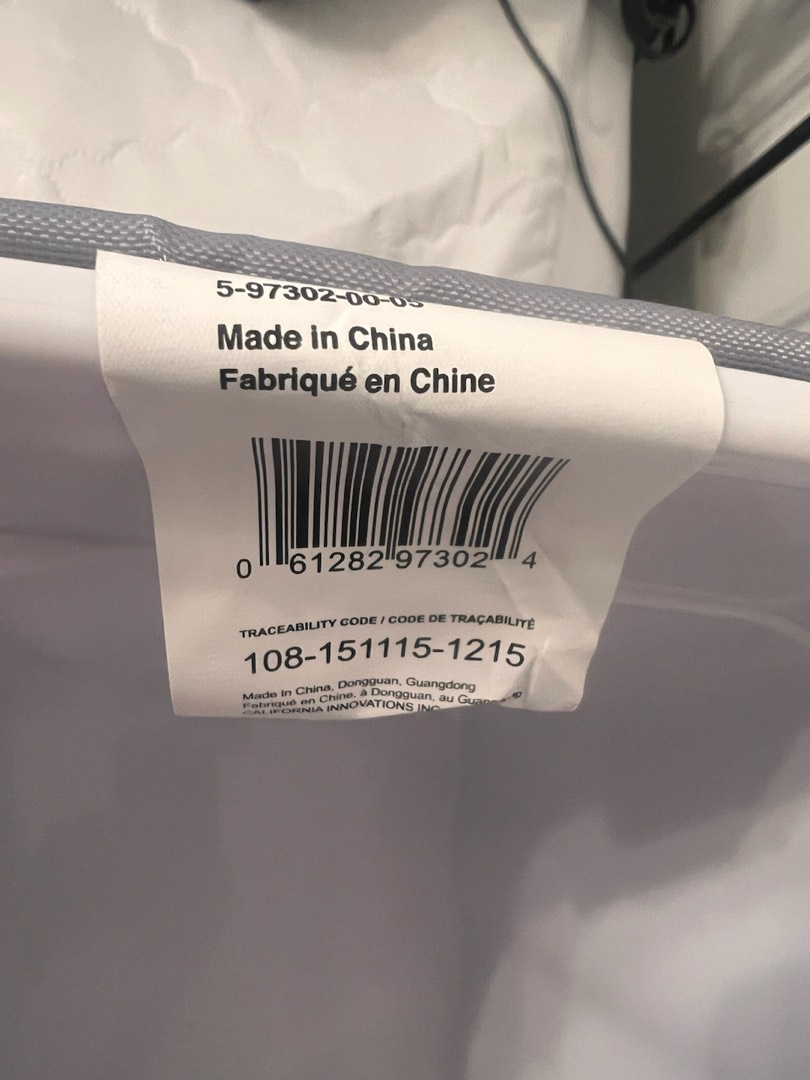 5-97302-00-05
Made in China
Fabriqué en Chine
0 61282 97302 4
TRACEABILITY CODE / CODE DE TRAÇABILITÉ
108-151115-1215
Made in China, Dongguan, Guangdong
Fabriqué en Chine, à Dongguan, au
CALIFORNIA INNOVATIONS INC